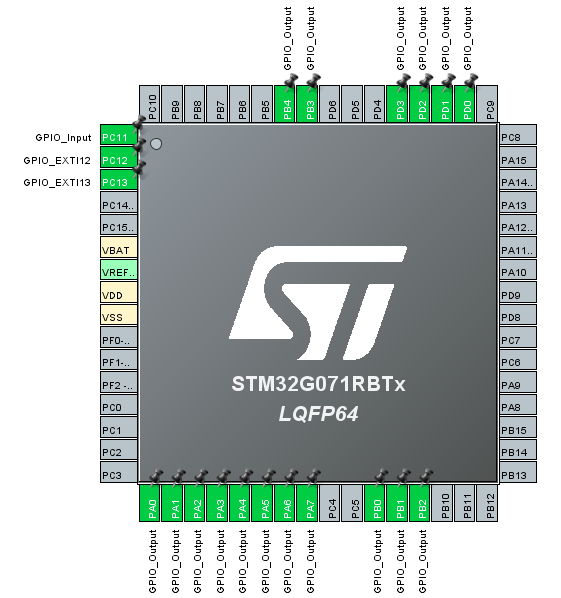 GPIO_Output GPIO_Output GPIO_Output GPIO_Output GPIO_Output GPIO_Output
PC10 PB9 PB8 PB7 PB6 PB5 PB4 PB3 PD6 PD5 PD4 PD3 PD2 PD1 PD0 PC9
GPIO_Input PC11 PC8
GPIO_EXTI12 PC12 PA15
GPIO_EXTI13 PC13 PA14..
PC14.. PA13
PC15.. PA12..
VBAT PA11..
VREF.. PA10
VDD PD9
VSS PD8
PF0-.. PC7
PF1-.. PC6
PF2 -.. PA9
PC0 PA8
PC1 PB15
PC2 PB14
PC3 PB13
ST
STM32G071RBTx
LQFP64
PA0 PA1 PA2 PA3 PA4 PA5 PA6 PA7 PC4 PC5 PB0 PB1 PB2 PB10 PB11 PB12
GPIO_Output GPIO_Output GPIO_Output GPIO_Output GPIO_Output GPIO_Output GPIO_Output GPIO_Output GPIO_Output GPIO_Output GPIO_Output